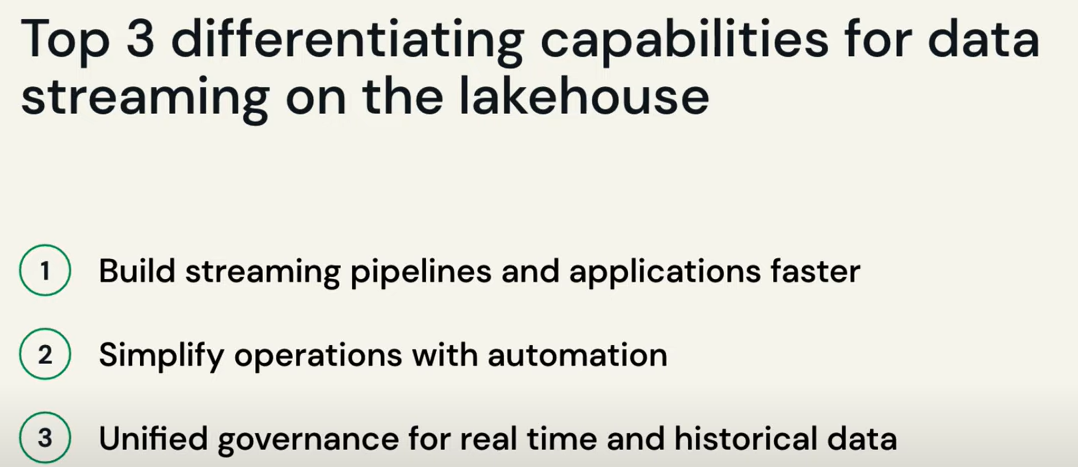 Top 3 differentiating capabilities for data
streaming on the lakehouse
1 Build streaming pipelines and applications faster
2 Simplify operations with automation
3 Unified governance for real time and historical data